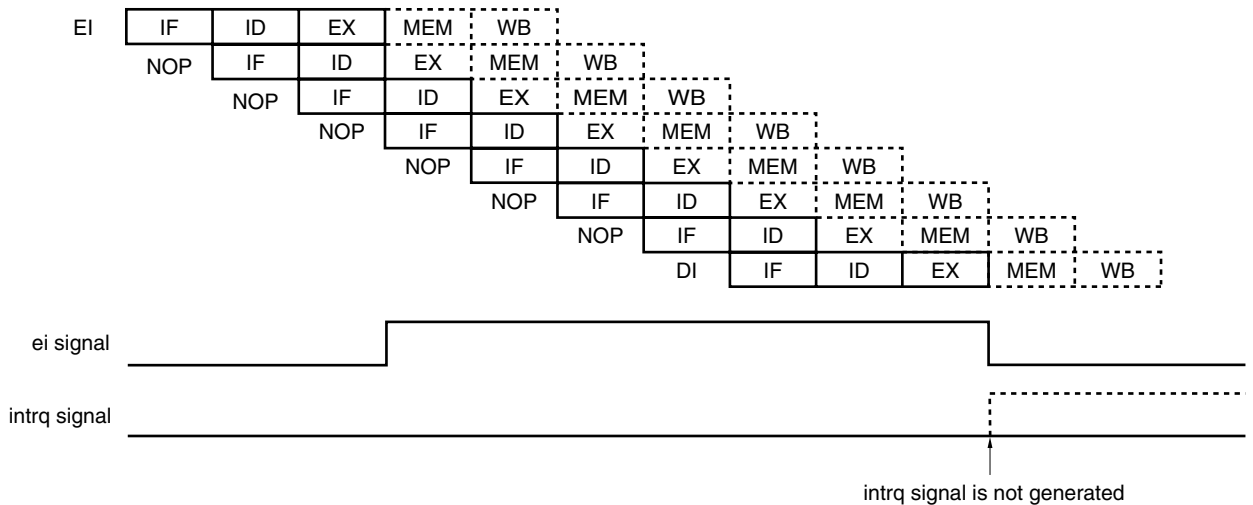 EI IF ID EX MEM WB
NOP IF ID EX MEM WB
NOP IF ID EX MEM WB
NOP IF ID EX MEM WB
NOP IF ID EX MEM WB
NOP IF ID EX MEM WB
NOP IF ID EX MEM WB
DI IF ID EX MEM WB
ei signal
intrq signal
intrq signal is not generated